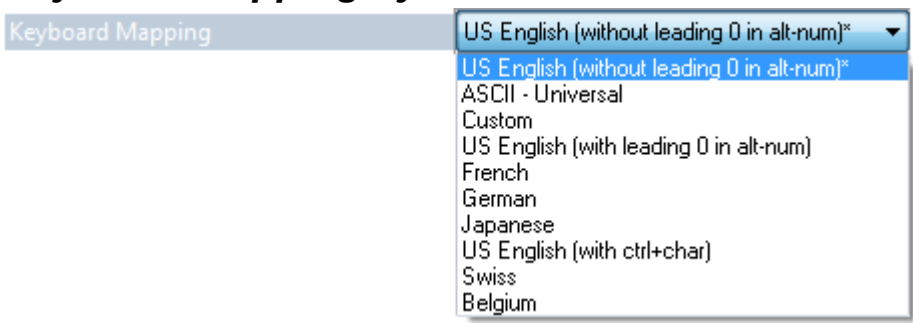 Keyboard Mapping
US English (without leading 0 in alt-num)*
US English (without leading 0 in alt-num)*
ASCII - Universal
Custom
US English (with leading 0 in alt-num)
French
German
Japanese
US English (with ctrl+char)
Swiss
Belgium